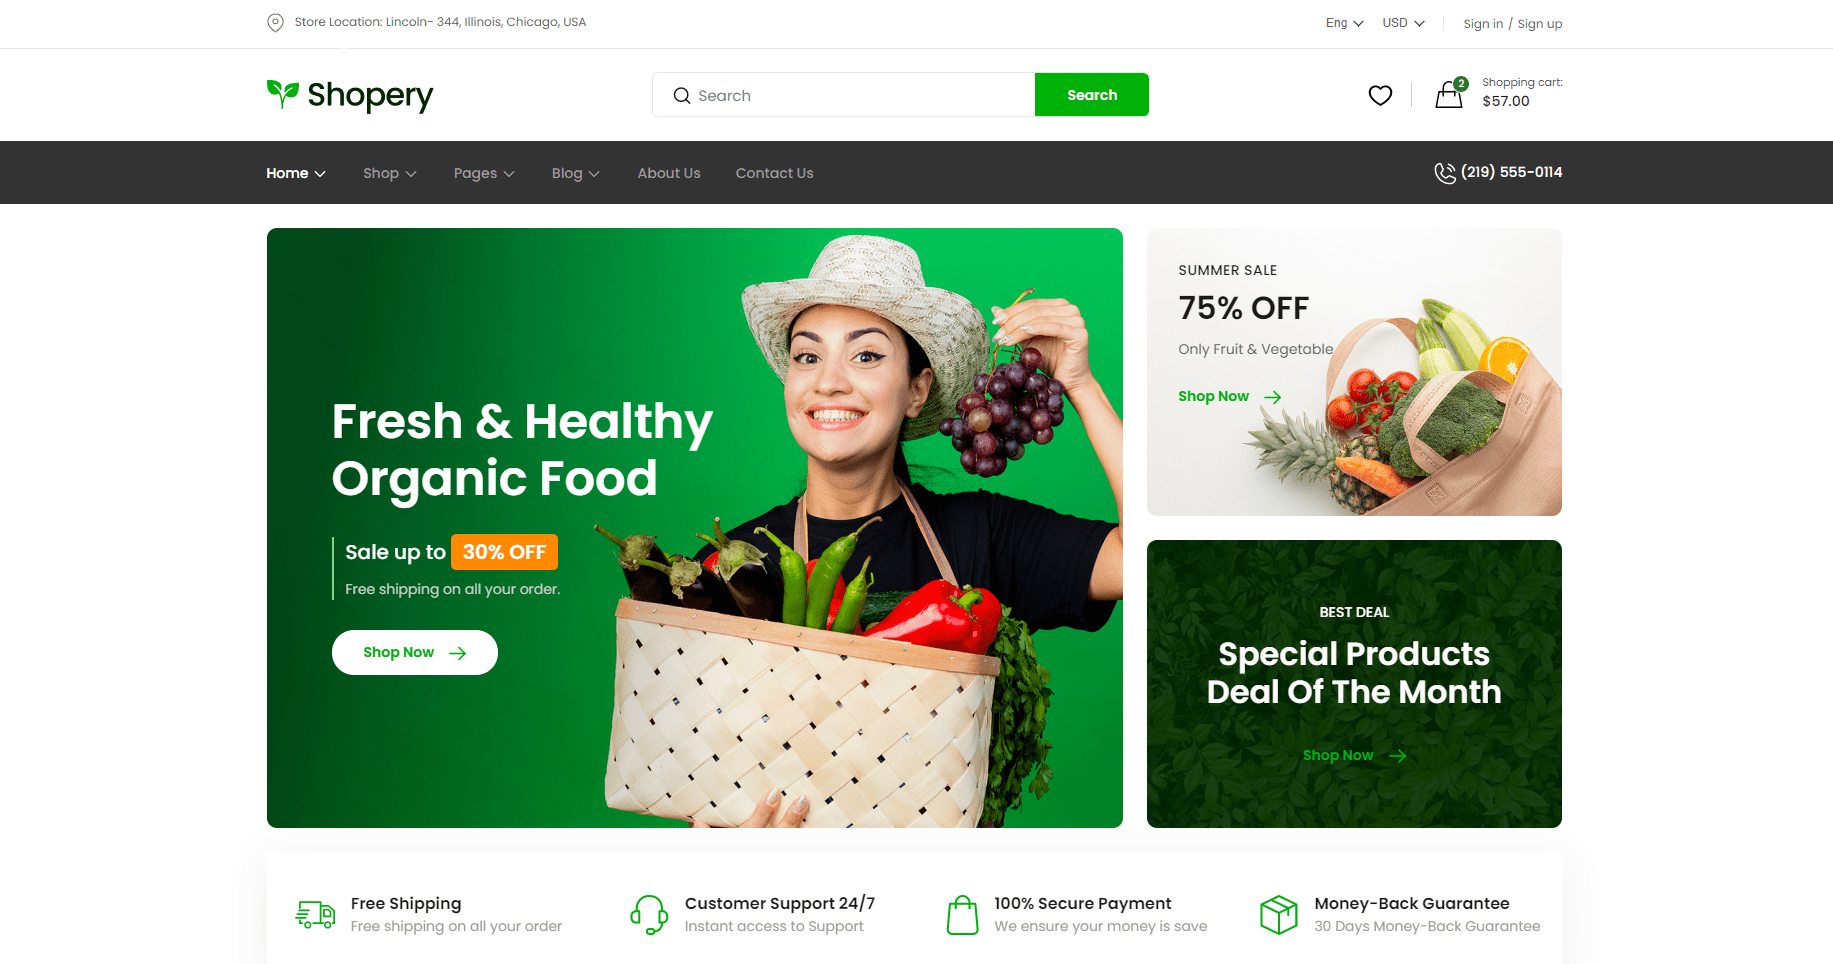 Store Location: Lincoln- 344, Illinois, Chicago, USA
Eng
USD
Sign in / Sign up
Shopery
Search
Search
2
Shopping cart:
$57.00
Home
Shop
Pages
Blog
About Us
Contact Us
(219) 555-0114
Fresh & Healthy
Organic Food
Sale up to 30% OFF
Free shipping on all your order.
Shop Now
SUMMER SALE
75% OFF
Only Fruit & Vegetable
Shop Now
BEST DEAL
Special Products
Deal Of The Month
Shop Now
Free Shipping
Free shipping on all your order
Customer Support 24/7
Instant access to Support
100% Secure Payment
We ensure your money is save
Money-Back Guarantee
30 Days Money-Back Guarantee